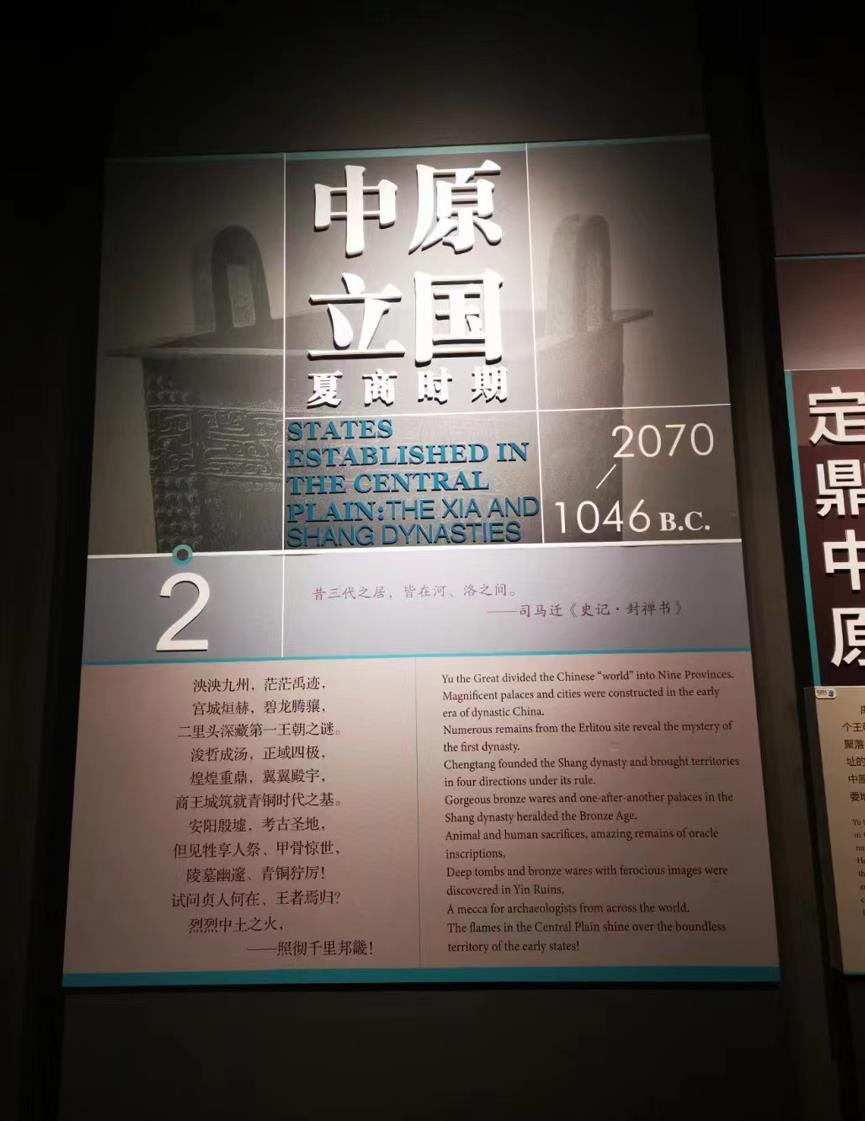 中原
立国
夏商时期
STATES
ESTABLISHED IN
THE CENTRAL
PLAIN:THE XIA AND
SHANG DYNASTIES
2070
/
1046 B.C.
2
昔三代之居，皆在河、洛之间。
——司马迁《史记·封禅书》
泱泱九州，茫茫禹迹，
宫城烜赫，碧龙腾骧，
二里头深藏第一王朝之谜。
浚哲成汤，正域四极，
煌煌重鼎，翼翼殿宇，
商王城筑就青铜时代之基。
安阳殷墟，考古圣地，
但见牲享人祭、甲骨惊世，
陵墓幽邃、青铜狞厉！
试问贞人何在、王者焉归？
烈烈中土之火，
——照彻千里邦畿！
Yu the Great divided the Chinese “world” into Nine Provinces.
Magnificent palaces and cities were constructed in the early
era of dynastic China.
Numerous remains from the Erlitou site reveal the mystery of
the first dynasty.
Chengtang founded the Shang dynasty and brought territories
in four directions under its rule.
Gorgeous bronze wares and one-after-another palaces in the
Shang dynasty heralded the Bronze Age.
Animal and human sacrifices, amazing remains of oracle
inscriptions,
Deep tombs and bronze wares with ferocious images were
discovered in Yin Ruins,
A mecca for archaeologists from across the world.
The flames in the Central Plain shine over the boundless
territory of the early states!
定
鼎
中
原
个王
聚落
址的
中原
要地